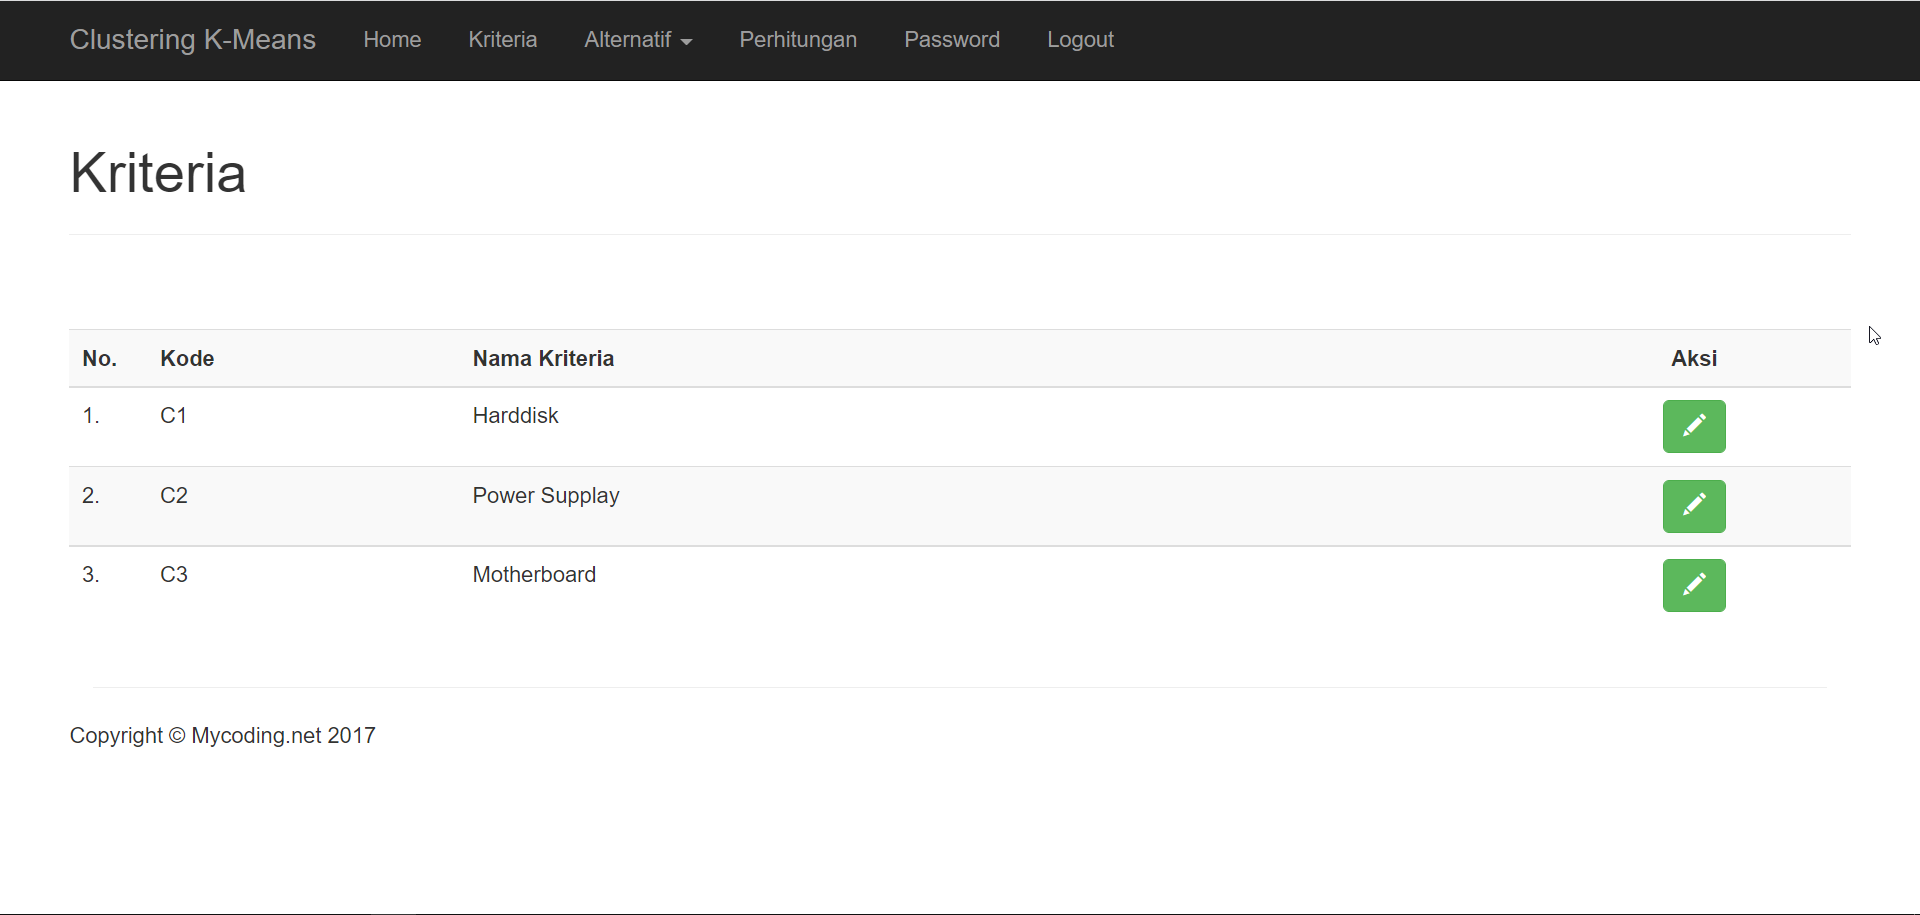 Clustering K-Means Home Kriteria Alternatif Perhitungan Password Logout
Kriteria
No. Kode Nama Kriteria Aksi
1. C1 Harddisk
2. C2 Power Supplay
3. C3 Motherboard
Copyright © Mycoding.net 2017